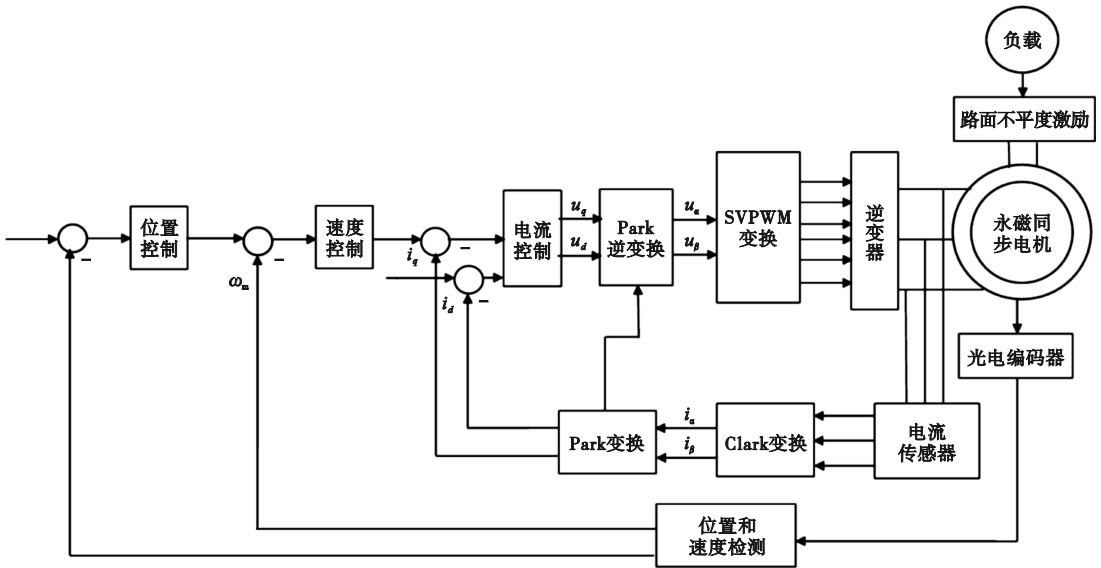 负载
路面不平度激励
位置
控制
-
ω_m
-
速度
控制
i_q
-
i_d
-
电流
控制
u_q
u_d
Park
逆变换
u_α
u_β
SVPWM
变换
逆
变
器
永磁同
步电机
光电编码器
Park变换
i_α
i_β
Clark变换
电流
传感器
位置和
速度检测